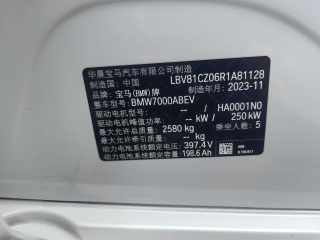 华晨宝马汽车有限公司制造 LBV81CZ06R1A81128
制造国：中国 制造年月：2023-11
品牌：宝马(BMW)牌
整车型号：BMW7000ABEV
驱动电机型号： HA0001N0
驱动电机峰值功率： -- kW / 250 kW
最大允许总质量： 2580 kg 乘坐人数： 5
最大允许 -- kg
动力电池系统额定电压： 397.4 V
动力电池系统额定容量： 198.6 Ah